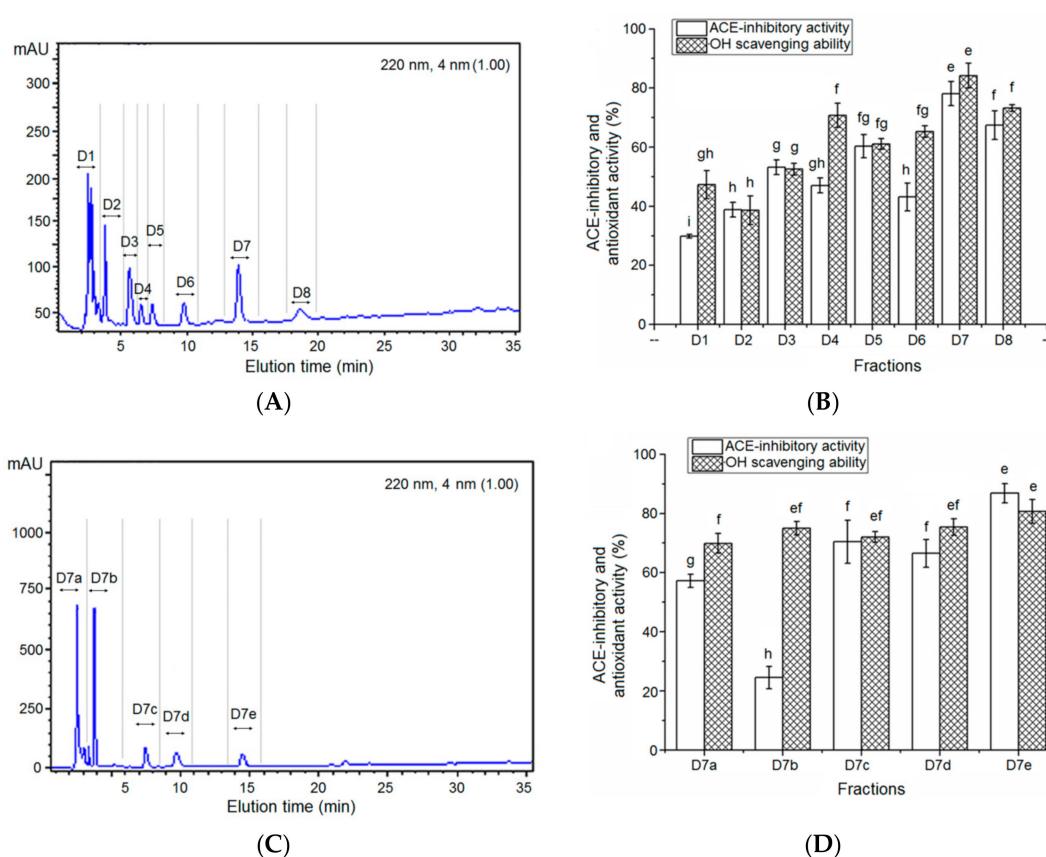 mAU
220 nm, 4 nm (1.00)
300
250
200
150
100
50
D1
D2
D3
D4
D5
D6
D7
D8
5
10
15
20
25
30
35
Elution time (min)
(A)
ACE-inhibitory activity
·OH scavenging ability
ACE-inhibitory and
antioxidant activity (%)
100
80
60
40
20
0
i
gh
h
h
g
g
gh
f
fg
fg
h
fg
e
e
f
f
--
D1
D2
D3
D4
D5
D6
D7
D8
-
Fractions
(B)
mAU
220 nm, 4 nm (1.00)
1000
750
500
250
0
D7a
D7b
D7c
D7d
D7e
5
10
15
20
25
30
35
Elution time (min)
(C)
ACE-inhibitory activity
·OH scavenging ability
ACE-inhibitory and
antioxidant activity (%)
100
80
60
40
20
0
g
f
h
ef
f
ef
f
ef
e
e
D7a
D7b
D7c
D7d
D7e
Fractions
(D)